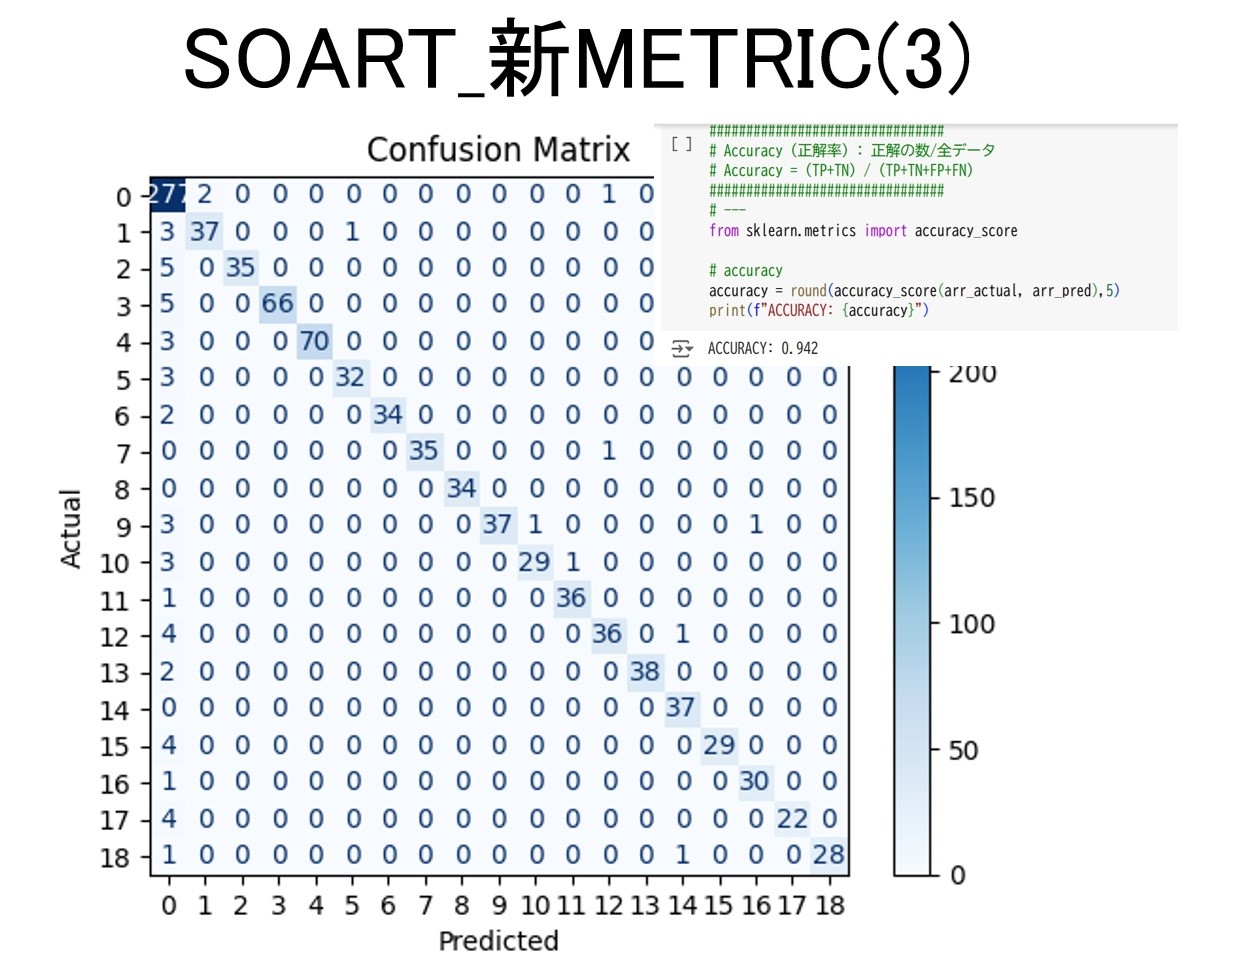 SOART_新METRIC(3)
Confusion Matrix
[ ]
################################
# Accuracy (正解率) : 正解の数/全データ
# Accuracy = (TP+TN) / (TP+TN+FP+FN)
################################
# ---
from sklearn.metrics import accuracy_score
# accuracy
accuracy = round(accuracy_score(arr_actual, arr_pred),5)
print(f"ACCURACY: {accuracy}")
ACCURACY: 0.942
0 277 2 0 0 0 0 0 0 0 0 0 0 1 0
1 3 37 0 0 0 1 0 0 0 0 0 0 0 0
2 5 0 35 0 0 0 0 0 0 0 0 0 0 0
3 5 0 0 66 0 0 0 0 0 0 0 0 0 0
4 3 0 0 0 70 0 0 0 0 0 0 0 0 0
5 3 0 0 0 0 32 0 0 0 0 0 0 0 0 0 0 0 0 0
6 2 0 0 0 0 0 34 0 0 0 0 0 0 0 0 0 0 0 0
7 0 0 0 0 0 0 0 35 0 0 0 0 1 0 0 0 0 0 0
8 0 0 0 0 0 0 0 0 34 0 0 0 0 0 0 0 0 0 0
9 3 0 0 0 0 0 0 0 0 37 1 0 0 0 0 0 1 0 0
10 3 0 0 0 0 0 0 0 0 0 29 1 0 0 0 0 0 0 0
11 1 0 0 0 0 0 0 0 0 0 0 36 0 0 0 0 0 0 0
12 4 0 0 0 0 0 0 0 0 0 0 0 36 0 1 0 0 0 0
13 2 0 0 0 0 0 0 0 0 0 0 0 0 38 0 0 0 0 0
14 0 0 0 0 0 0 0 0 0 0 0 0 0 0 37 0 0 0 0
15 4 0 0 0 0 0 0 0 0 0 0 0 0 0 0 29 0 0 0
16 1 0 0 0 0 0 0 0 0 0 0 0 0 0 0 0 30 0 0
17 4 0 0 0 0 0 0 0 0 0 0 0 0 0 0 0 0 22 0
18 1 0 0 0 0 0 0 0 0 0 0 0 0 0 1 0 0 0 28
0 1 2 3 4 5 6 7 8 9 10 11 12 13 14 15 16 17 18
Actual
Predicted
200
150
100
50
0